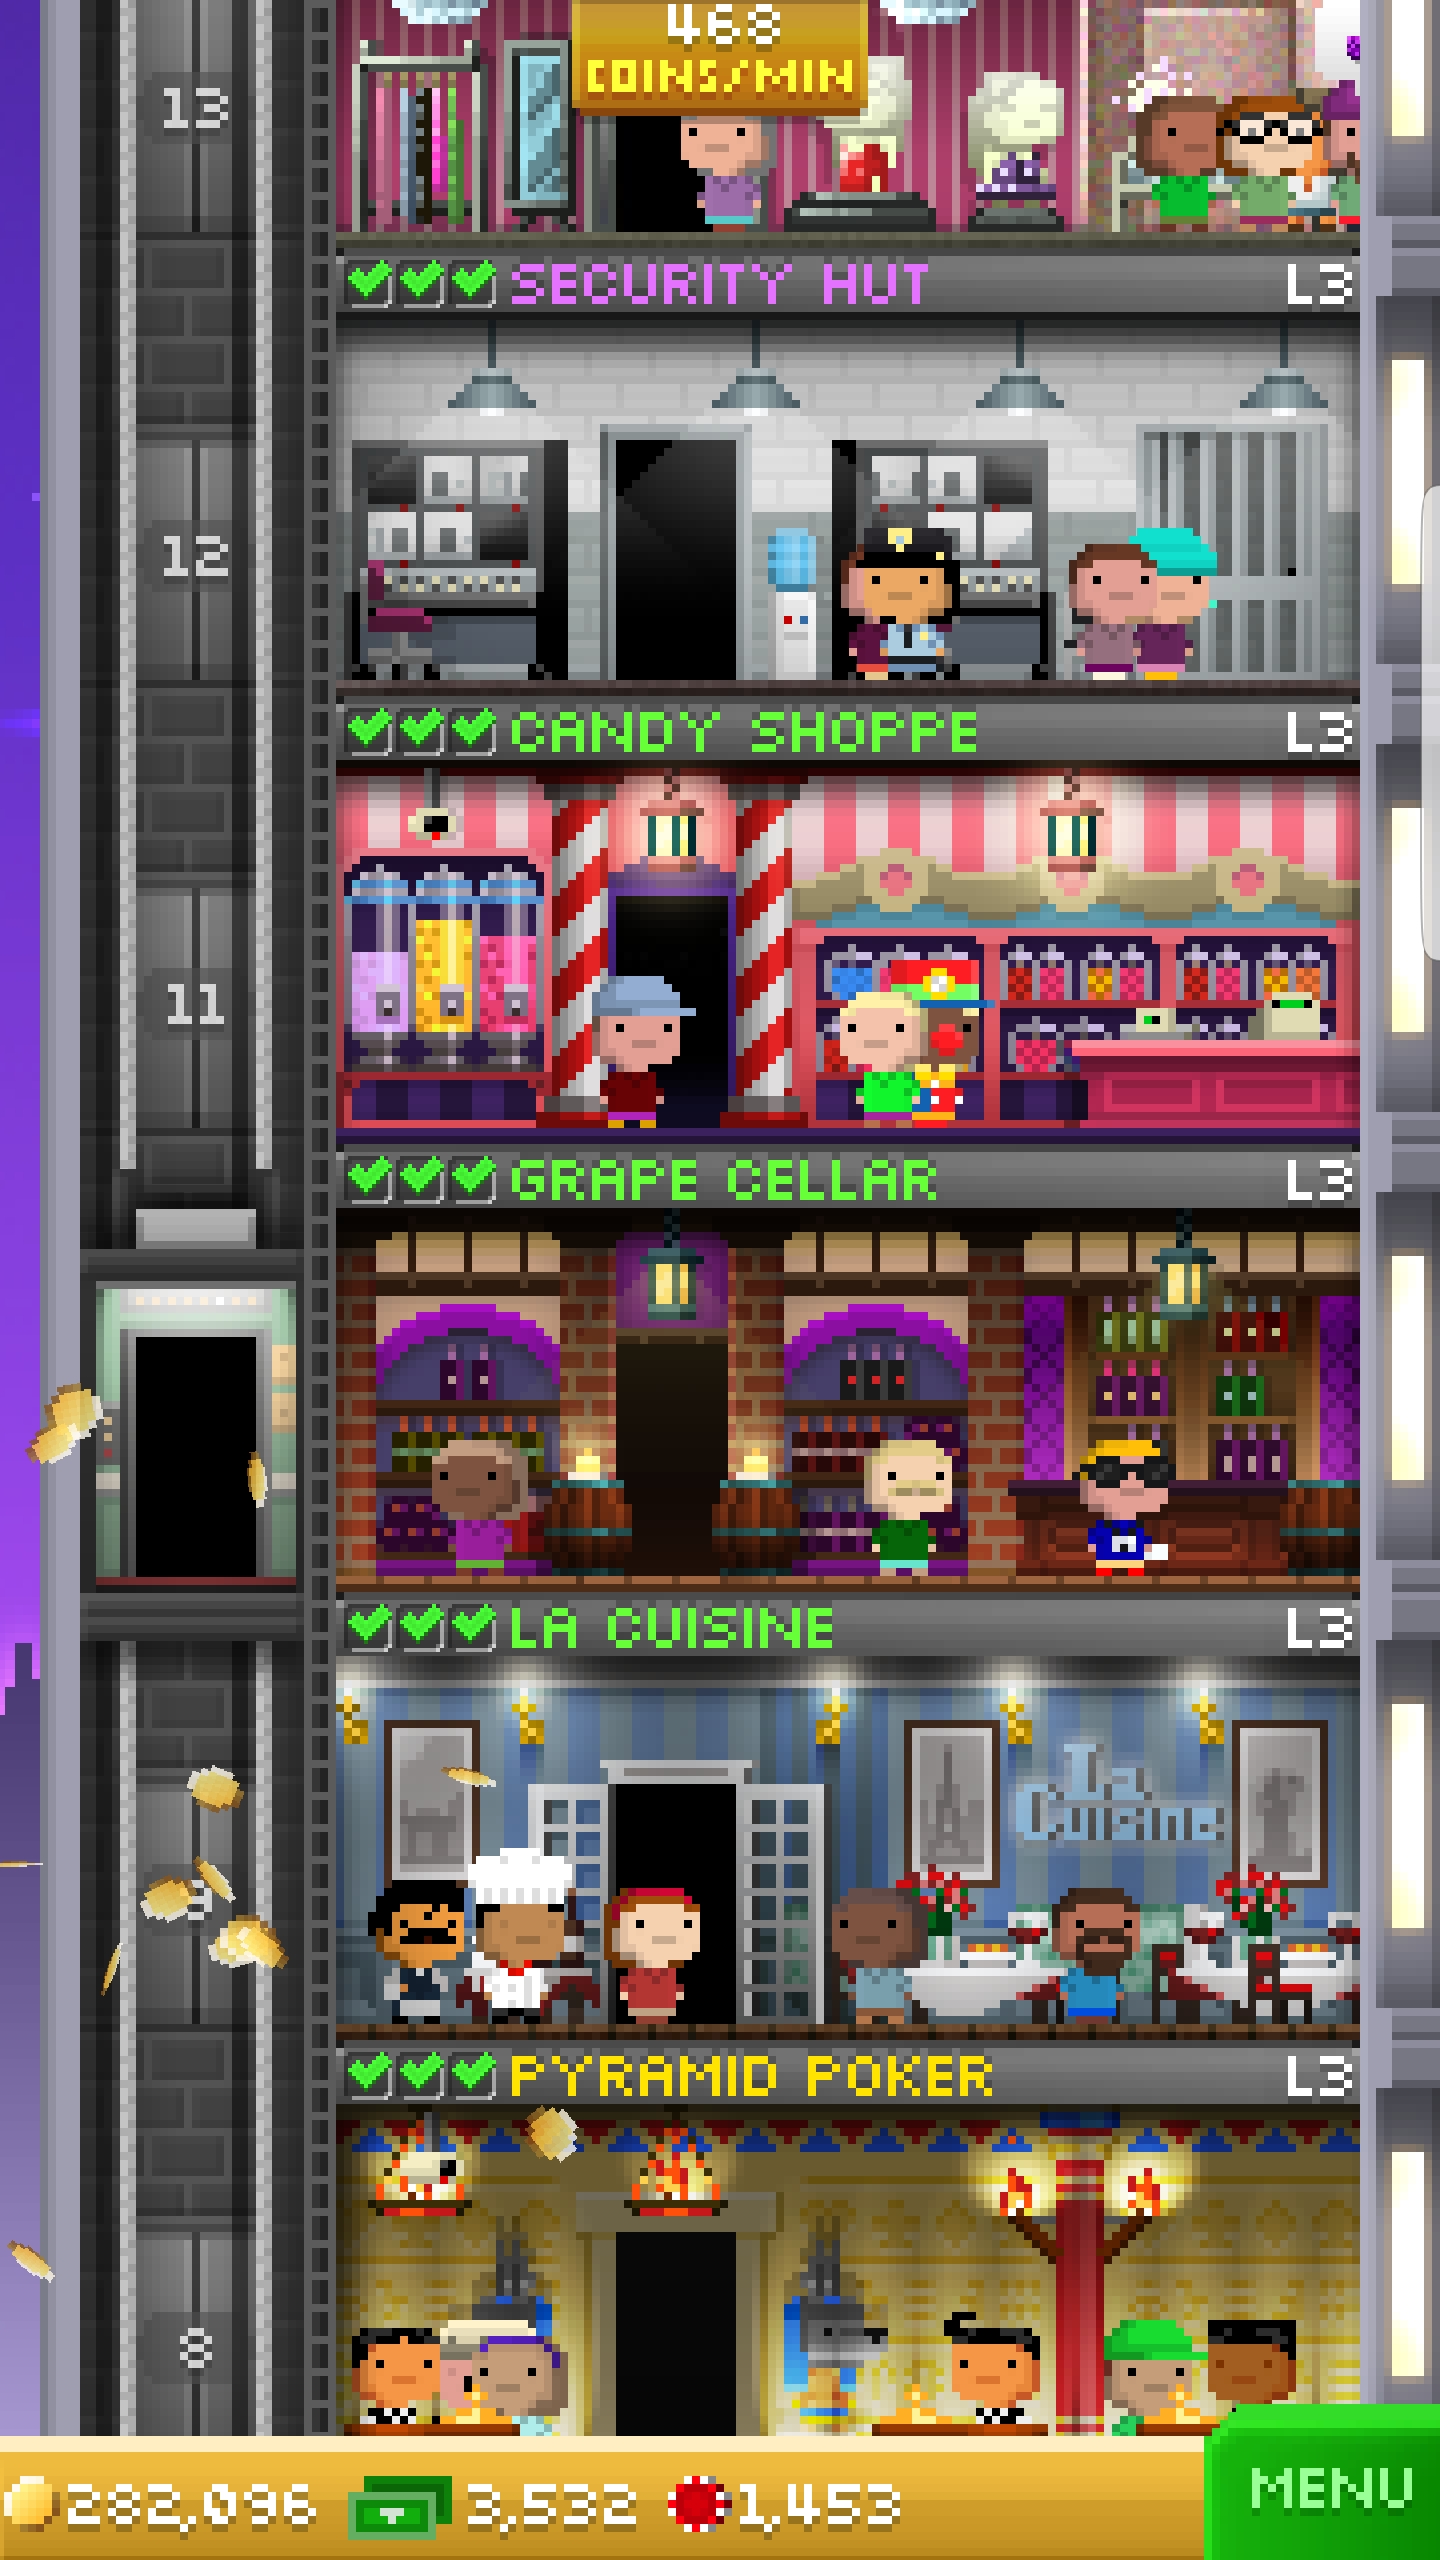 468
COINS/MIN
13
SECURITY HUT L3
12
CANDY SHOPPE L3
11
GRAPE CELLAR L3
LA CUISINE L3
La
Cuisine
9
PYRAMID POKER L3
8
282,096 3,532 1,453
MENU